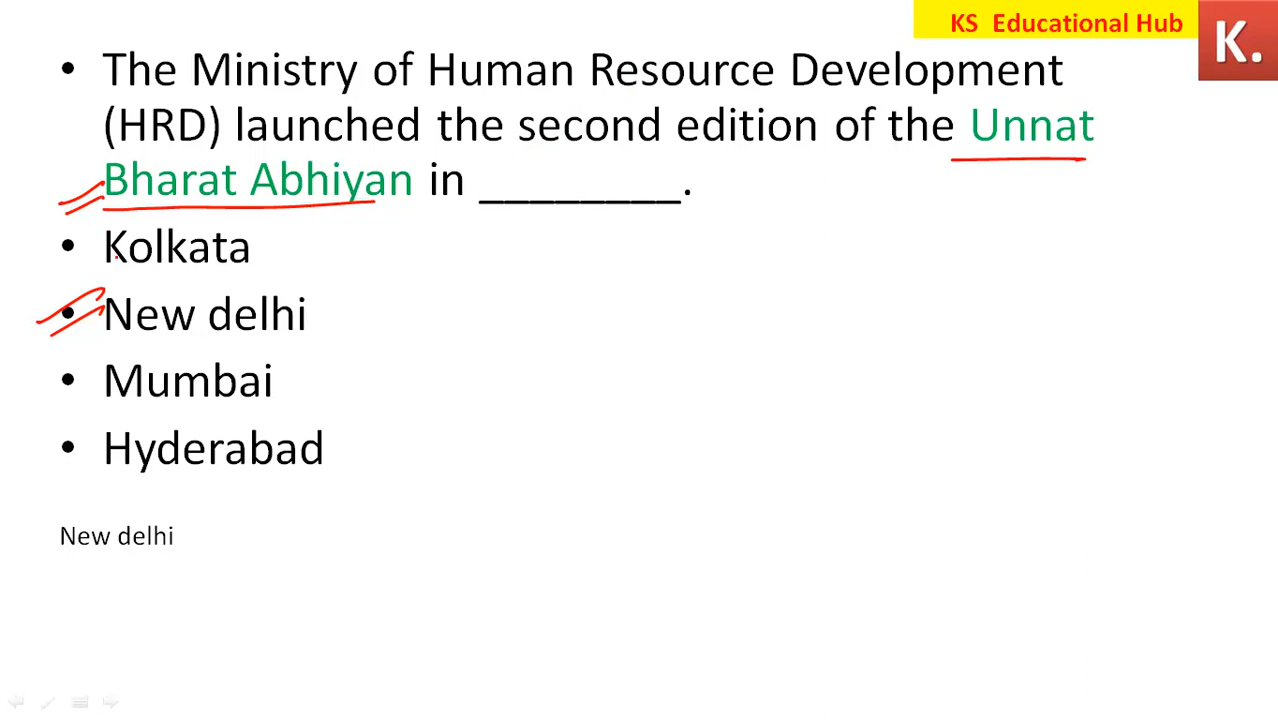 KS Educational Hub
K.
• The Ministry of Human Resource Development
(HRD) launched the second edition of the Unnat
Bharat Abhiyan in ________.
• Kolkata
• New delhi
• Mumbai
• Hyderabad
New delhi